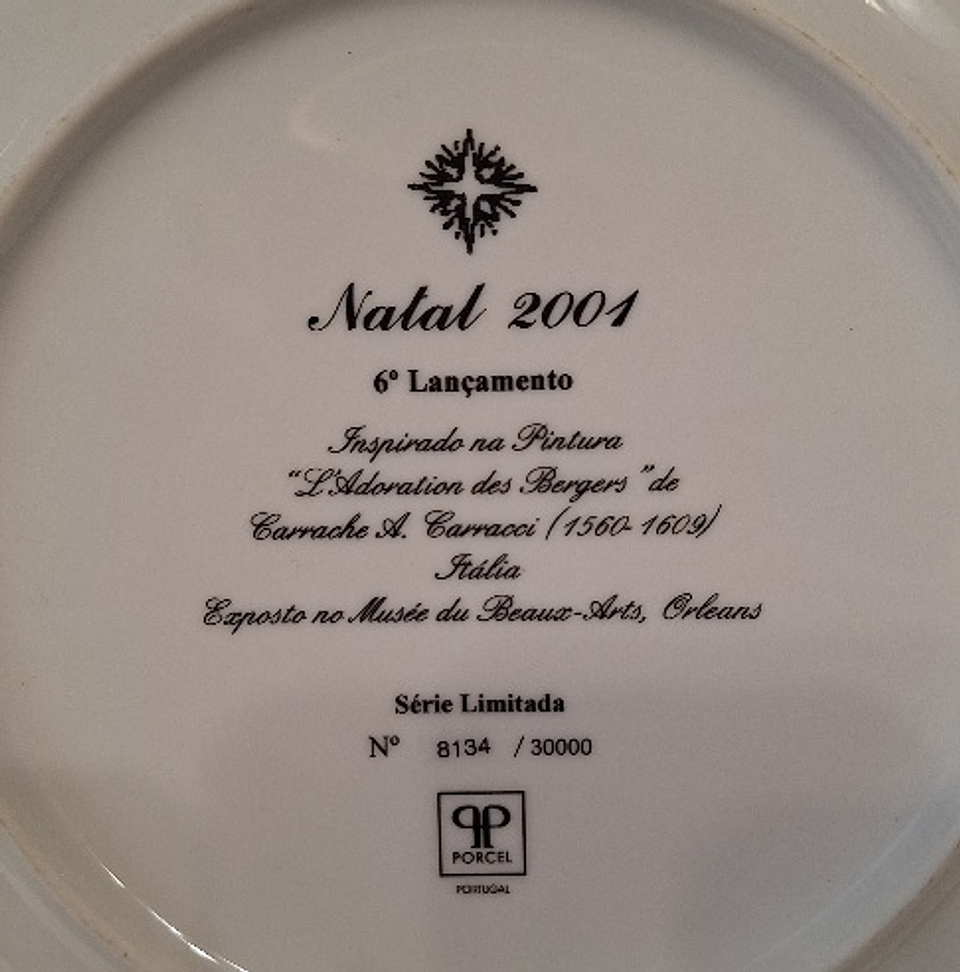 Natal 2001
6º Lançamento
Inspirado na Pintura
“L'Adoration des Bergers” de
Carrache A. Carracci (1560-1609)
Itália
Exposto no Musée du Beaux-Arts, Orleans
Série Limitada
Nº 8134 / 30000
PP
PORCEL
PORTUGAL